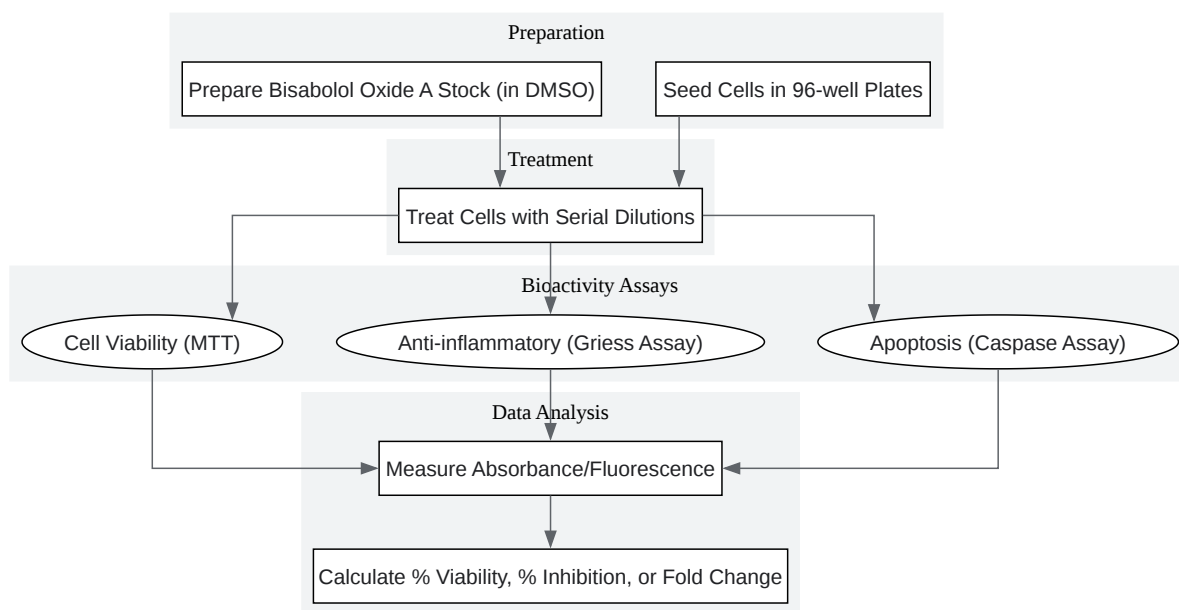 Preparation
Prepare Bisabolol Oxide A Stock (in DMSO)
Seed Cells in 96-well Plates
Treatment
Treat Cells with Serial Dilutions
Bioactivity Assays
Cell Viability (MTT)
Anti-inflammatory (Griess Assay)
Apoptosis (Caspase Assay)
Data Analysis
Measure Absorbance/Fluorescence
Calculate % Viability, % Inhibition, or Fold Change